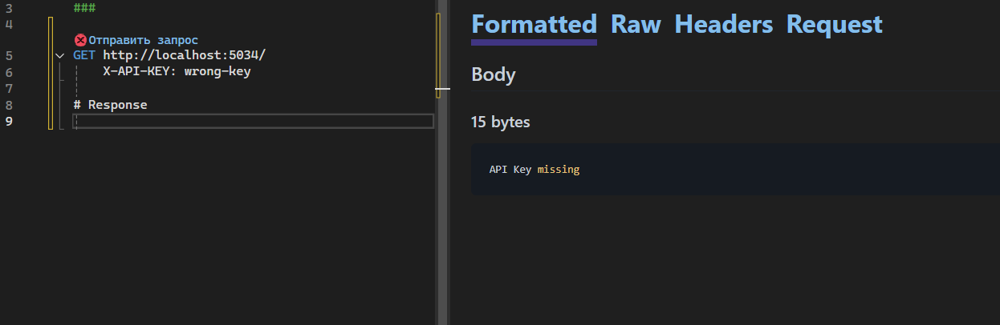 3 ###
4
Отправить запрос
5 GET http://localhost:5034/
6 X-API-KEY: wrong-key
7
8 # Response
9
Formatted Raw Headers Request
Body
15 bytes
API Key missing